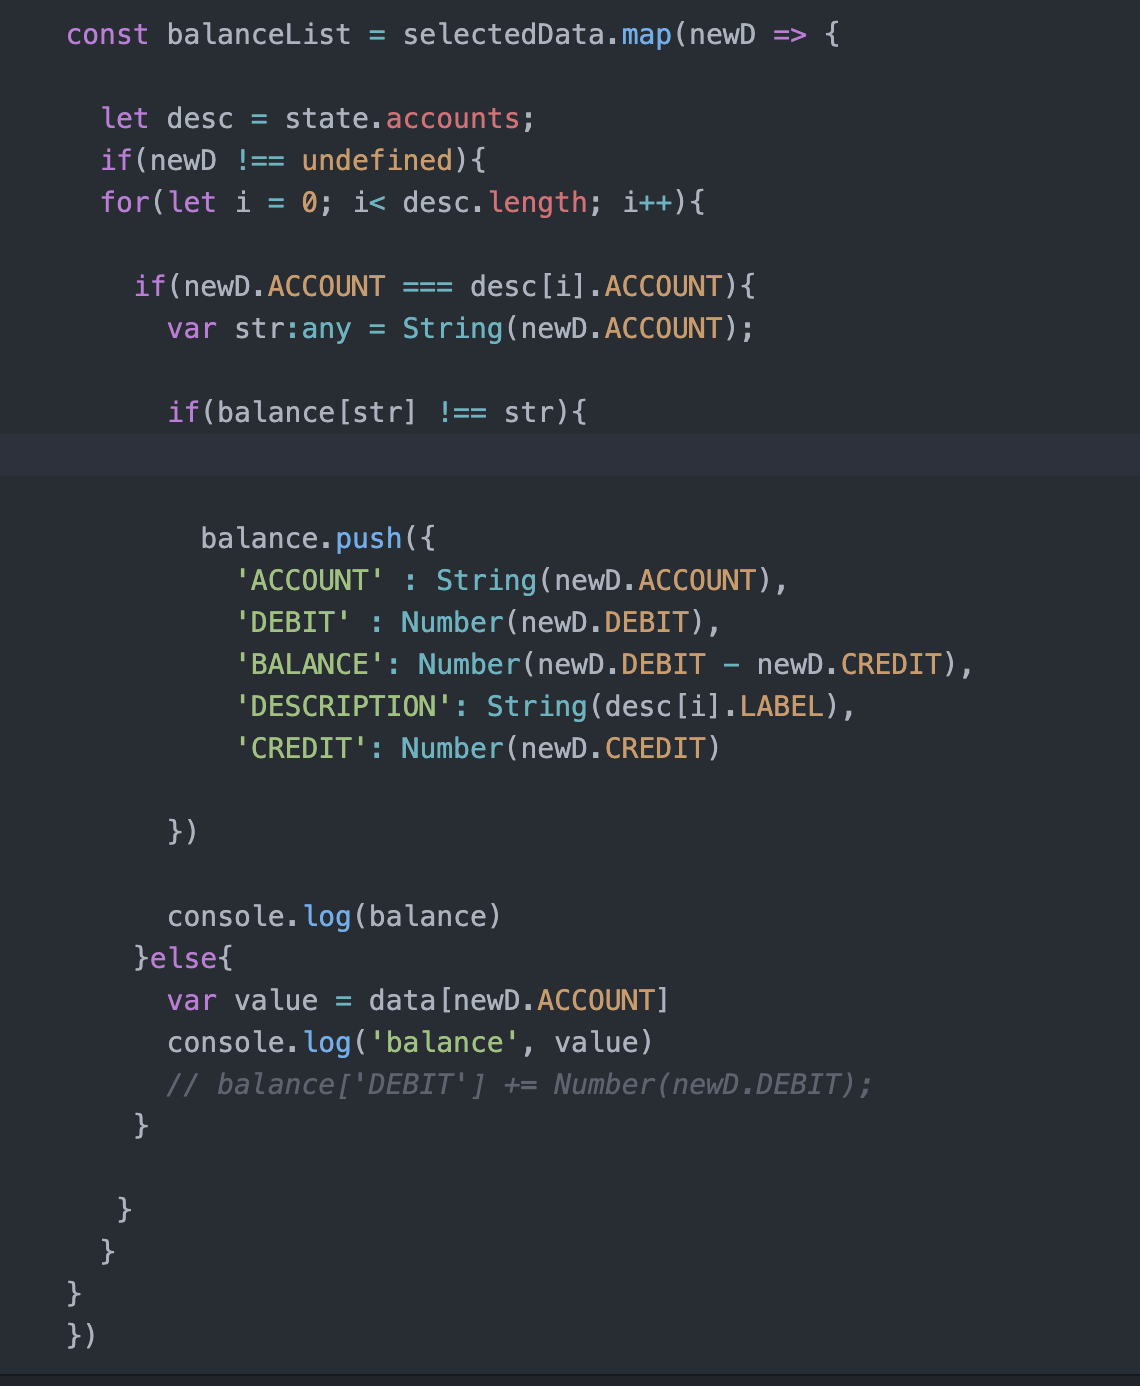 const balanceList = selectedData.map(newD => {
let desc = state.accounts;
if(newD !== undefined){
for(let i = 0; i< desc.length; i++){
if(newD.ACCOUNT === desc[i].ACCOUNT){
var str:any = String(newD.ACCOUNT);
if(balance[str] !== str){
balance.push({
'ACCOUNT' : String(newD.ACCOUNT),
'DEBIT' : Number(newD.DEBIT),
'BALANCE': Number(newD.DEBIT - newD.CREDIT),
'DESCRIPTION': String(desc[i].LABEL),
'CREDIT': Number(newD.CREDIT)
})
console.log(balance)
}else{
var value = data[newD.ACCOUNT]
console.log('balance', value)
// balance['DEBIT'] += Number(newD.DEBIT);
}
}
}
}
})